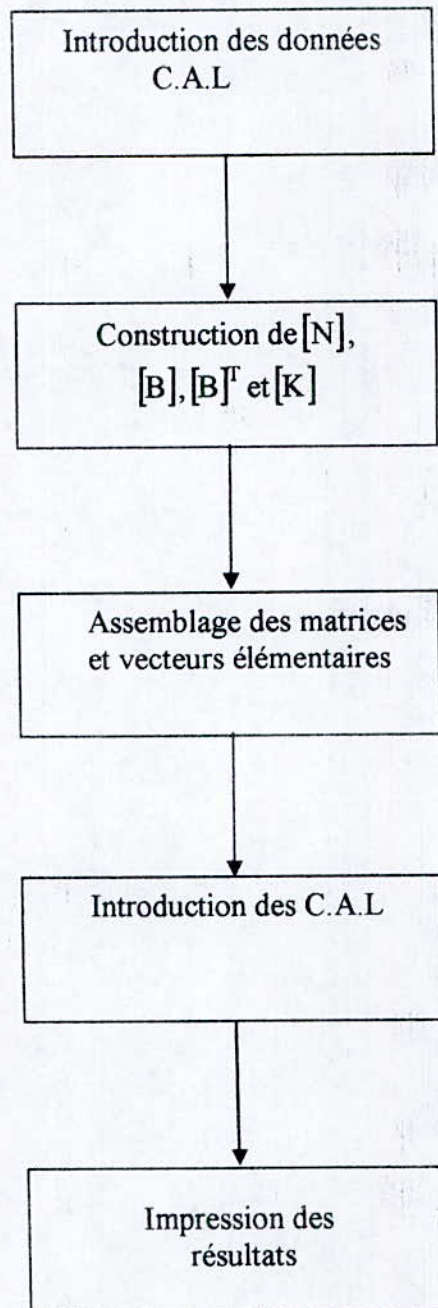 Introduction des données
C.A.L
Construction de [N],
[B], [B]ᵀ et [K]
Assemblage des matrices
et vecteurs élémentaires
Introduction des C.A.L
Impression des
résultats